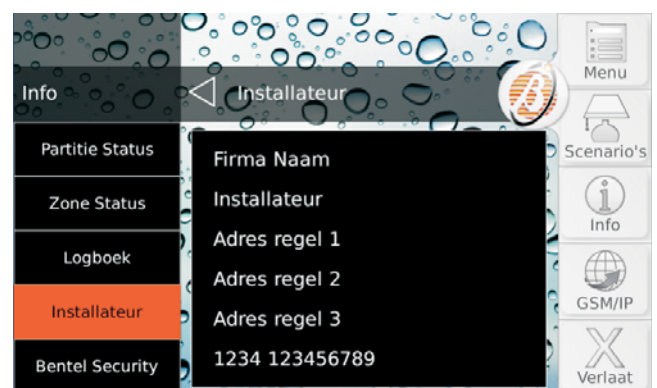 Info
Installateur
Partitie Status
Zone Status
Logboek
Installateur
Bentel Security
Firma Naam
Installateur
Adres regel 1
Adres regel 2
Adres regel 3
1234 123456789
Menu
Scenario's
Info
GSM/IP
Verlaat